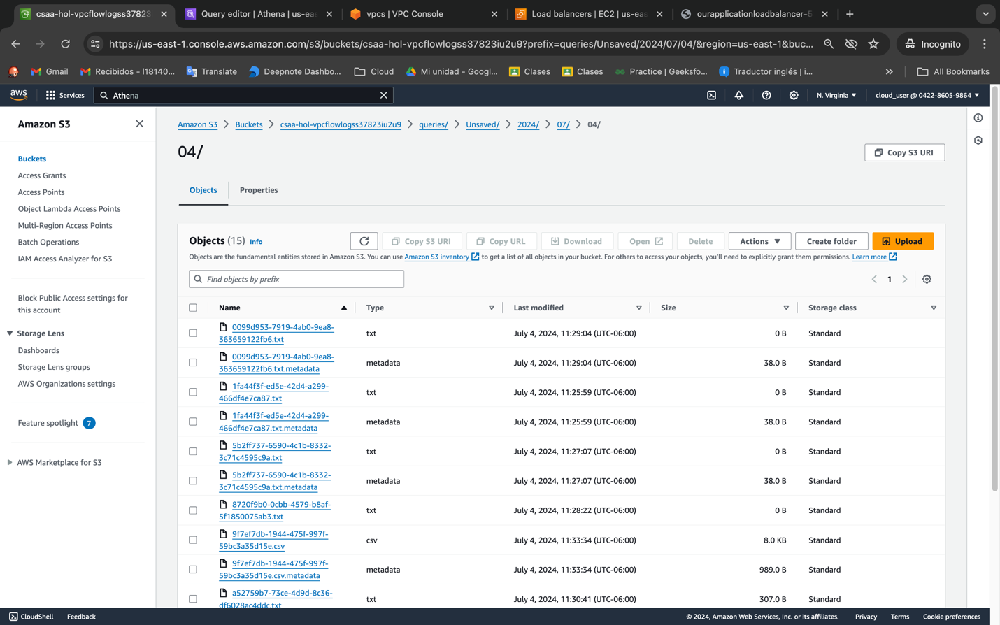 csaa-hol-vpcflowlogss37823
Query editor | Athena | us-eas
vpcs | VPC Console
Load balancers | EC2 | us-eas
ourapplicationloadbalancer-5
https://us-east-1.console.aws.amazon.com/s3/buckets/csaa-hol-vpcflowlogss37823iu2u9?prefix=queries/Unsaved/2024/07/04/&region=us-east-1&buc...
Incognito
Gmail
Recibidos - l18140...
Translate
Deepnote Dashbo...
Cloud
Mi unidad - Googl...
Clases
Clases
Practice | Geeksfo...
Traductor inglés | i...
All Bookmarks
aws
Services
Athena
N. Virginia
cloud_user @ 0422-8605-9864
Amazon S3
Buckets
Access Grants
Access Points
Object Lambda Access Points
Multi-Region Access Points
Batch Operations
IAM Access Analyzer for S3
Block Public Access settings for
this account
Storage Lens
Dashboards
Storage Lens groups
AWS Organizations settings
Feature spotlight 7
AWS Marketplace for S3
Amazon S3 > Buckets > csaa-hol-vpcflowlogss37823iu2u9 > queries/ > Unsaved/ > 2024/ > 07/ > 04/
04/
Copy S3 URI
Objects
Properties
Objects (15) Info
Copy S3 URI
Copy URL
Download
Open
Delete
Actions
Create folder
Upload
Objects are the fundamental entities stored in Amazon S3. You can use Amazon S3 inventory to get a list of all objects in your bucket. For others to access your objects, you'll need to explicitly grant them permissions. Learn more
Find objects by prefix
1
Name Type Last modified Size Storage class
0099d953-7919-4ab0-9ea8-
363659122fb6.txt
txt July 4, 2024, 11:29:04 (UTC-06:00) 0 B Standard
0099d953-7919-4ab0-9ea8-
363659122fb6.txt.metadata
metadata July 4, 2024, 11:29:04 (UTC-06:00) 38.0 B Standard
1fa44f3f-ed5e-42d4-a299-
466df4e7ca87.txt
txt July 4, 2024, 11:25:59 (UTC-06:00) 0 B Standard
1fa44f3f-ed5e-42d4-a299-
466df4e7ca87.txt.metadata
metadata July 4, 2024, 11:25:59 (UTC-06:00) 38.0 B Standard
5b2ff737-6590-4c1b-8332-
3c71c4595c9a.txt
txt July 4, 2024, 11:27:07 (UTC-06:00) 0 B Standard
5b2ff737-6590-4c1b-8332-
3c71c4595c9a.txt.metadata
metadata July 4, 2024, 11:27:07 (UTC-06:00) 38.0 B Standard
8720f9b0-0cbb-4579-b8af-
5f1850075ab3.txt
txt July 4, 2024, 11:28:22 (UTC-06:00) 0 B Standard
9f7ef7db-1944-475f-997f-
59bc3a35d15e.csv
csv July 4, 2024, 11:33:34 (UTC-06:00) 8.0 KB Standard
9f7ef7db-1944-475f-997f-
59bc3a35d15e.csv.metadata
metadata July 4, 2024, 11:33:34 (UTC-06:00) 989.0 B Standard
a52759b7-73ce-4d9d-8c36-
df6028ac4ddc.txt
txt July 4, 2024, 11:30:41 (UTC-06:00) 307.0 B Standard
CloudShell
Feedback
© 2024, Amazon Web Services, Inc. or its affiliates.
Privacy
Terms
Cookie preferences